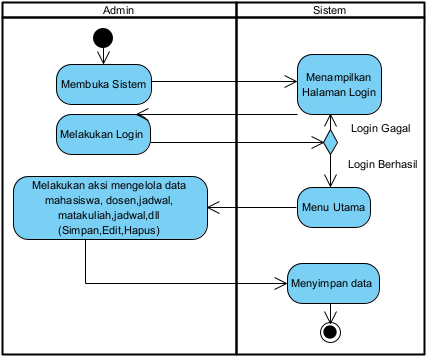 Admin
Sistem
Membuka Sistem
Menampilkan
Halaman Login
Melakukan Login
Login Gagal
Login Berhasil
Melakukan aksi mengelola data
mahasiswa, dosen,jadwal,
matakuliah,jadwal,dll
(Simpan,Edit,Hapus)
Menu Utama
Menyimpan data